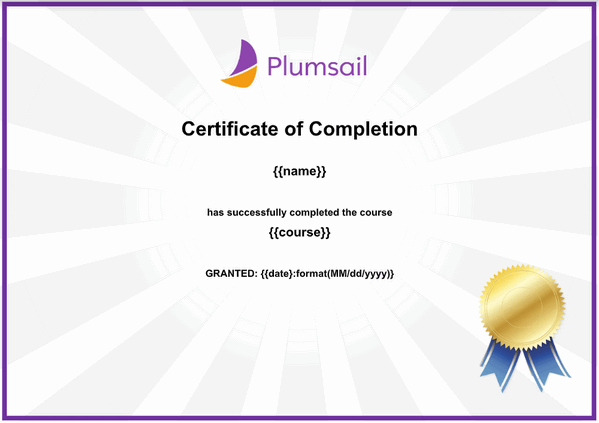 Plumsail
Certificate of Completion
{{name}}
has successfully completed the course
{{course}}
GRANTED: {{date}:format(MM/dd/yyyy)}